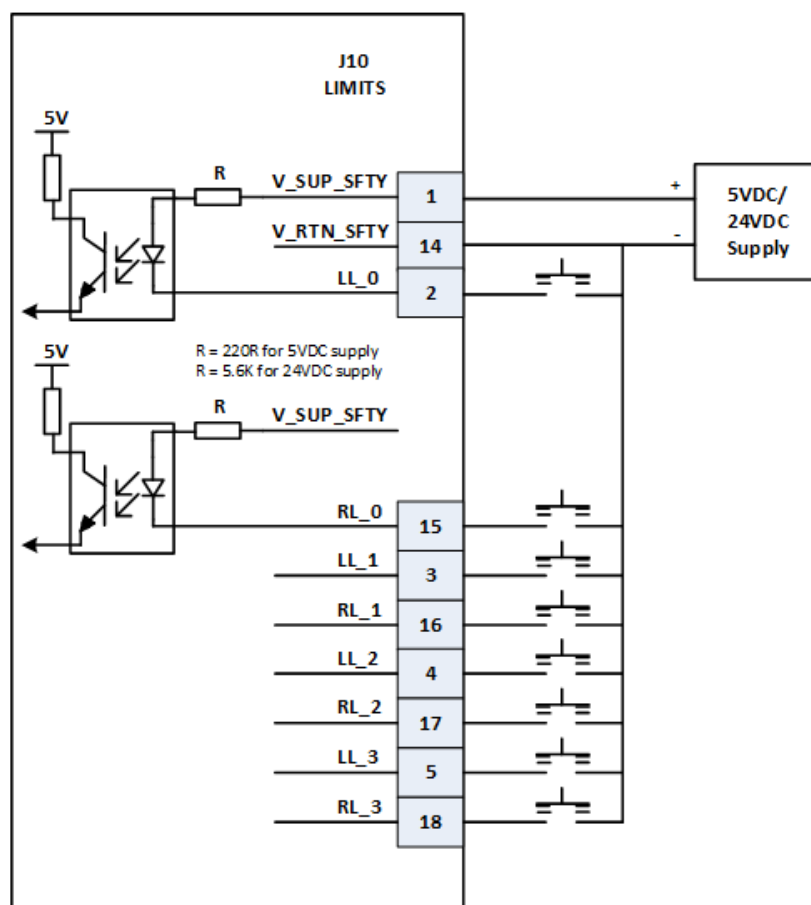 J10
LIMITS
5V
R
V_SUP_SFTY
1
+
5VDC/
24VDC
Supply
V_RTN_SFTY
14
-
LL_0
2
5V
R = 220R for 5VDC supply
R = 5.6K for 24VDC supply
R
V_SUP_SFTY
RL_0
15
LL_1
3
RL_1
16
LL_2
4
RL_2
17
LL_3
5
RL_3
18